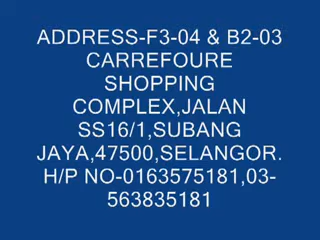 ADDRESS-F3-04 & B2-03
CARREFOURE
SHOPPING
COMPLEX,JALAN
SS16/1,SUBANG
JAYA,47500,SELANGOR.
H/P NO-0163575181,03-
563835181